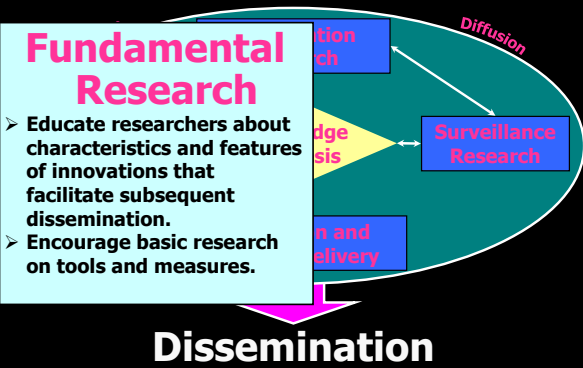 Fundamental
Research
➢ Educate researchers about
characteristics and features
of innovations that
facilitate subsequent
dissemination.
➢ Encourage basic research
on tools and measures.
Diffusion
Surveillance
Research
and
Dissemination